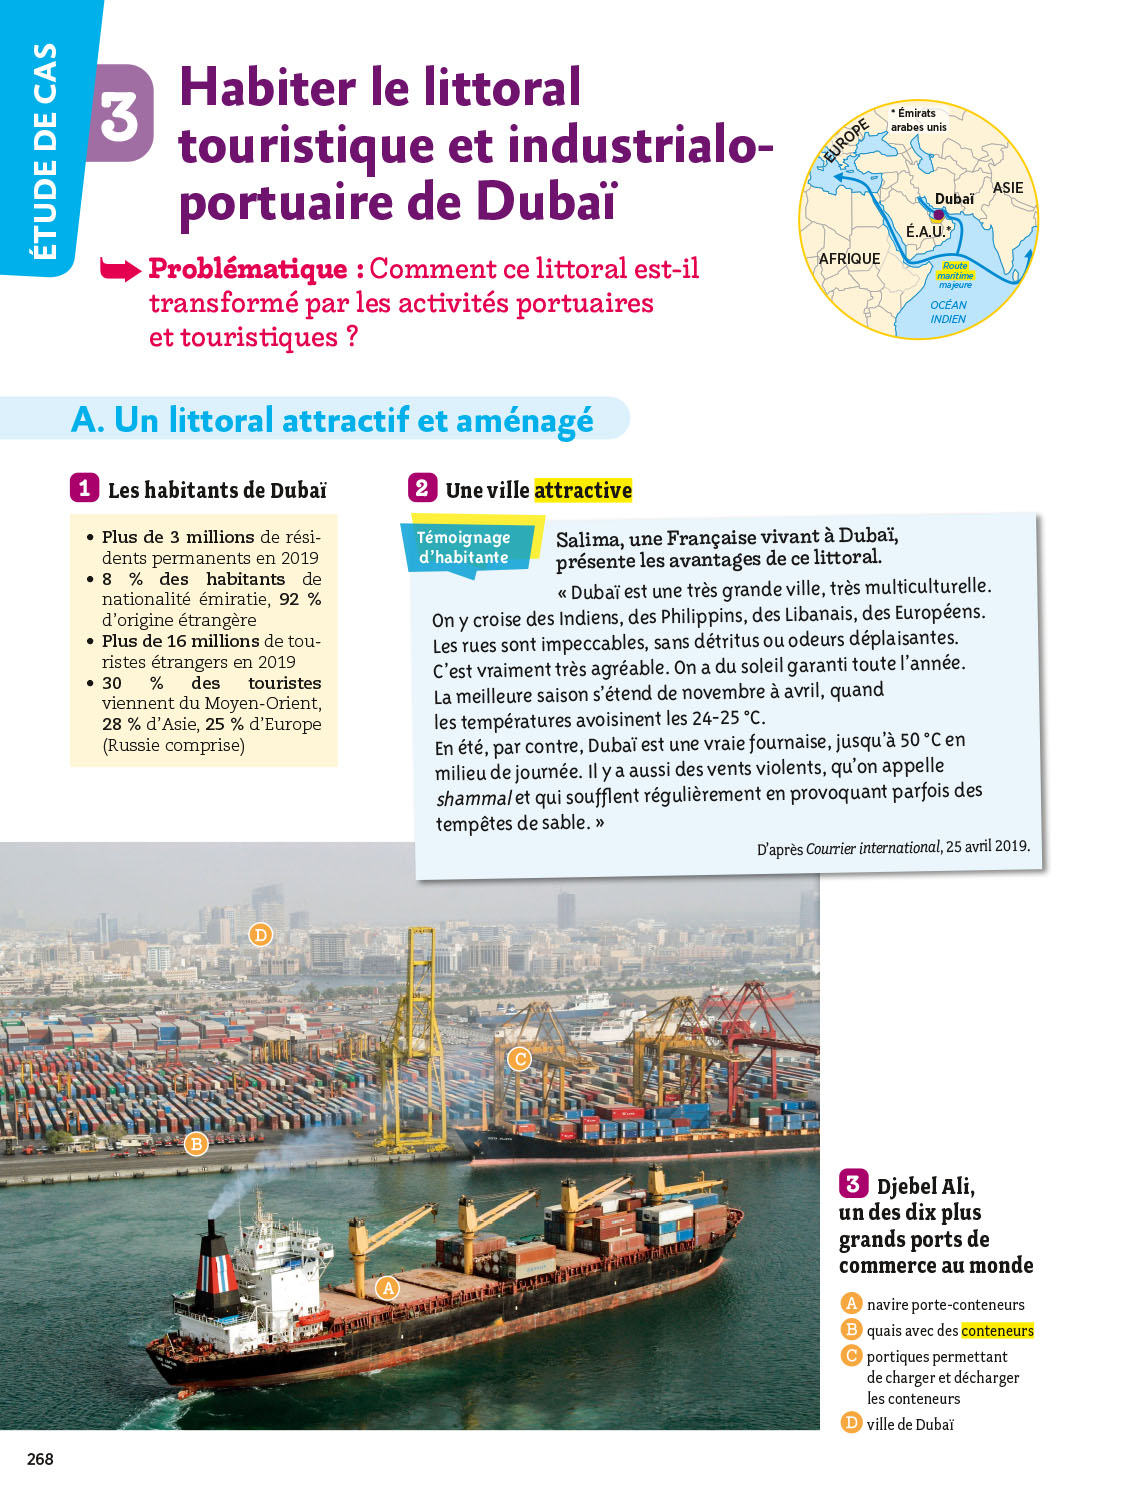 ÉTUDE DE CAS
3
Habiter le littoral
touristique et industrialo-
portuaire de Dubaï
Problématique : Comment ce littoral est-il
transformé par les activités portuaires
et touristiques ?
* Émirats
arabes unis
EUROPE
ASIE
Dubaï
É.A.U.*
AFRIQUE
Route
maritime
majeure
OCÉAN
INDIEN
A. Un littoral attractif et aménagé
1 Les habitants de Dubaï
• Plus de 3 millions de rési-
dents permanents en 2019
• 8 % des habitants de
nationalité émiratie, 92 %
d'origine étrangère
• Plus de 16 millions de tou-
ristes étrangers en 2019
• 30 % des touristes
viennent du Moyen-Orient,
28 % d'Asie, 25 % d'Europe
(Russie comprise)
2 Une ville attractive
Témoignage
d'habitante
Salima, une Française vivant à Dubaï,
présente les avantages de ce littoral.
« Dubaï est une très grande ville, très multiculturelle.
On y croise des Indiens, des Philippins, des Libanais, des Européens.
Les rues sont impeccables, sans détritus ou odeurs déplaisantes.
C'est vraiment très agréable. On a du soleil garanti toute l'année.
La meilleure saison s'étend de novembre à avril, quand
les températures avoisinent les 24-25 °C.
En été, par contre, Dubaï est une vraie fournaise, jusqu'à 50 °C en
milieu de journée. Il y a aussi des vents violents, qu'on appelle
shammal et qui soufflent régulièrement en provoquant parfois des
tempêtes de sable. »
D'après Courrier international, 25 avril 2019.
D
C
B
A
3 Djebel Ali,
un des dix plus
grands ports de
commerce au monde
A navire porte-conteneurs
B quais avec des conteneurs
C portiques permettant
de charger et décharger
les conteneurs
D ville de Dubaï
268